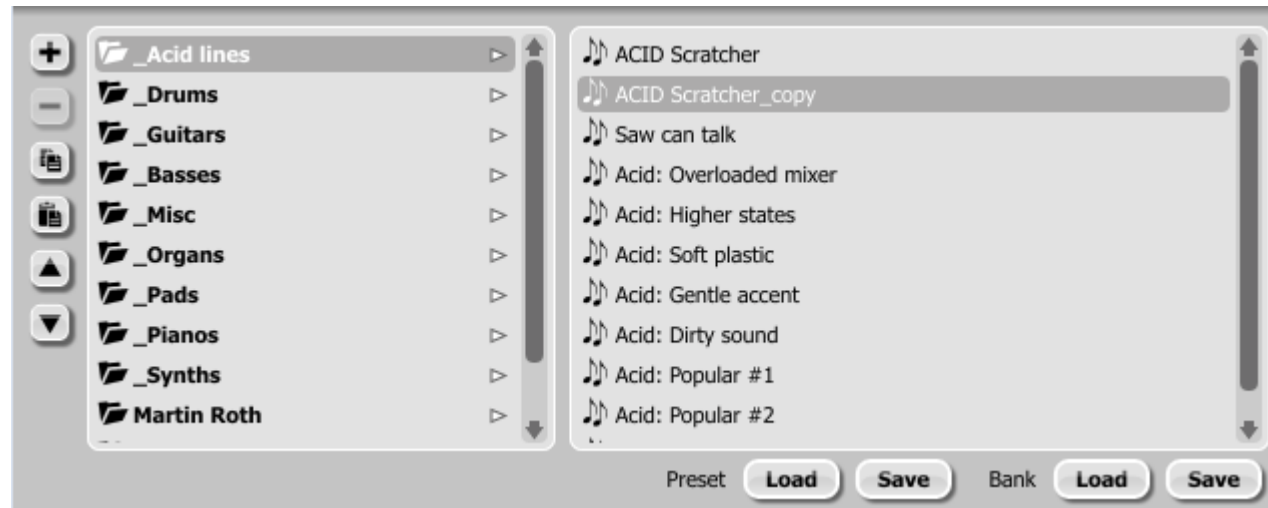 _Acid lines
_Drums
_Guitars
_Basses
_Misc
_Organs
_Pads
_Pianos
_Synths
Martin Roth
ACID Scratcher
ACID Scratcher_copy
Saw can talk
Acid: Overloaded mixer
Acid: Higher states
Acid: Soft plastic
Acid: Gentle accent
Acid: Dirty sound
Acid: Popular #1
Acid: Popular #2
Preset Load Save Bank Load Save